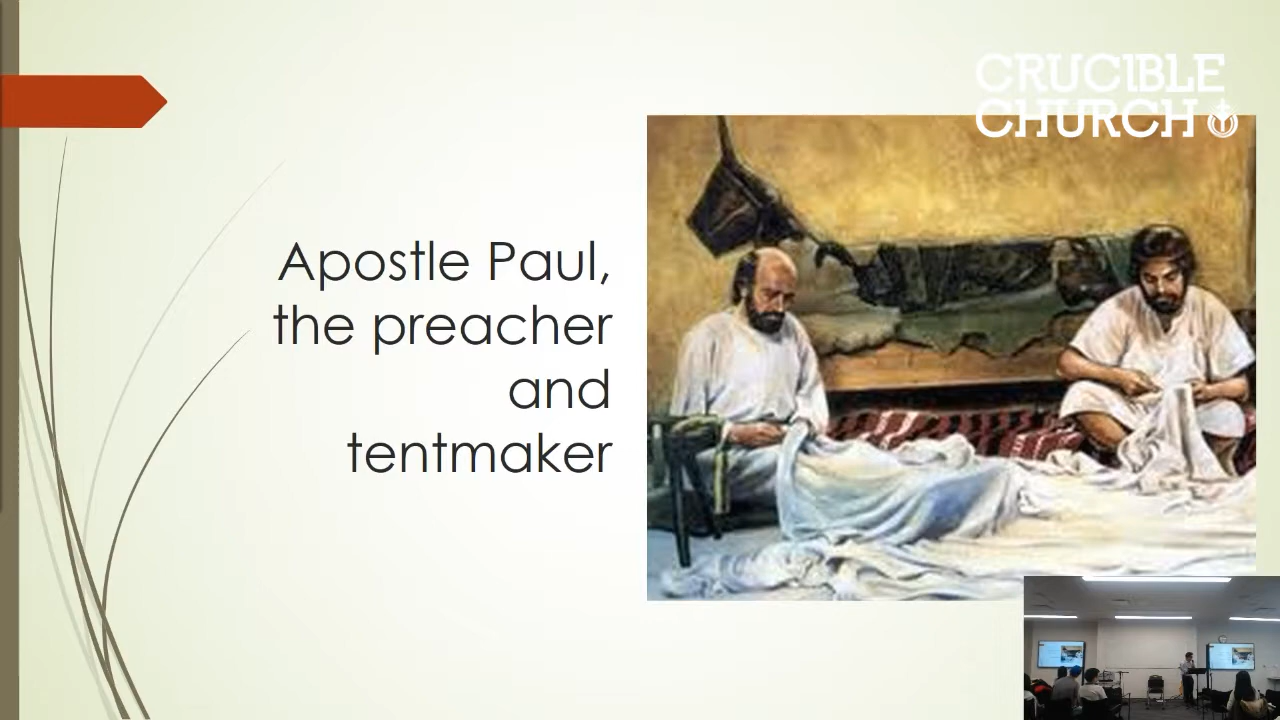 CRUCIBLE
CHURCH
Apostle Paul,
the preacher
and
tentmaker